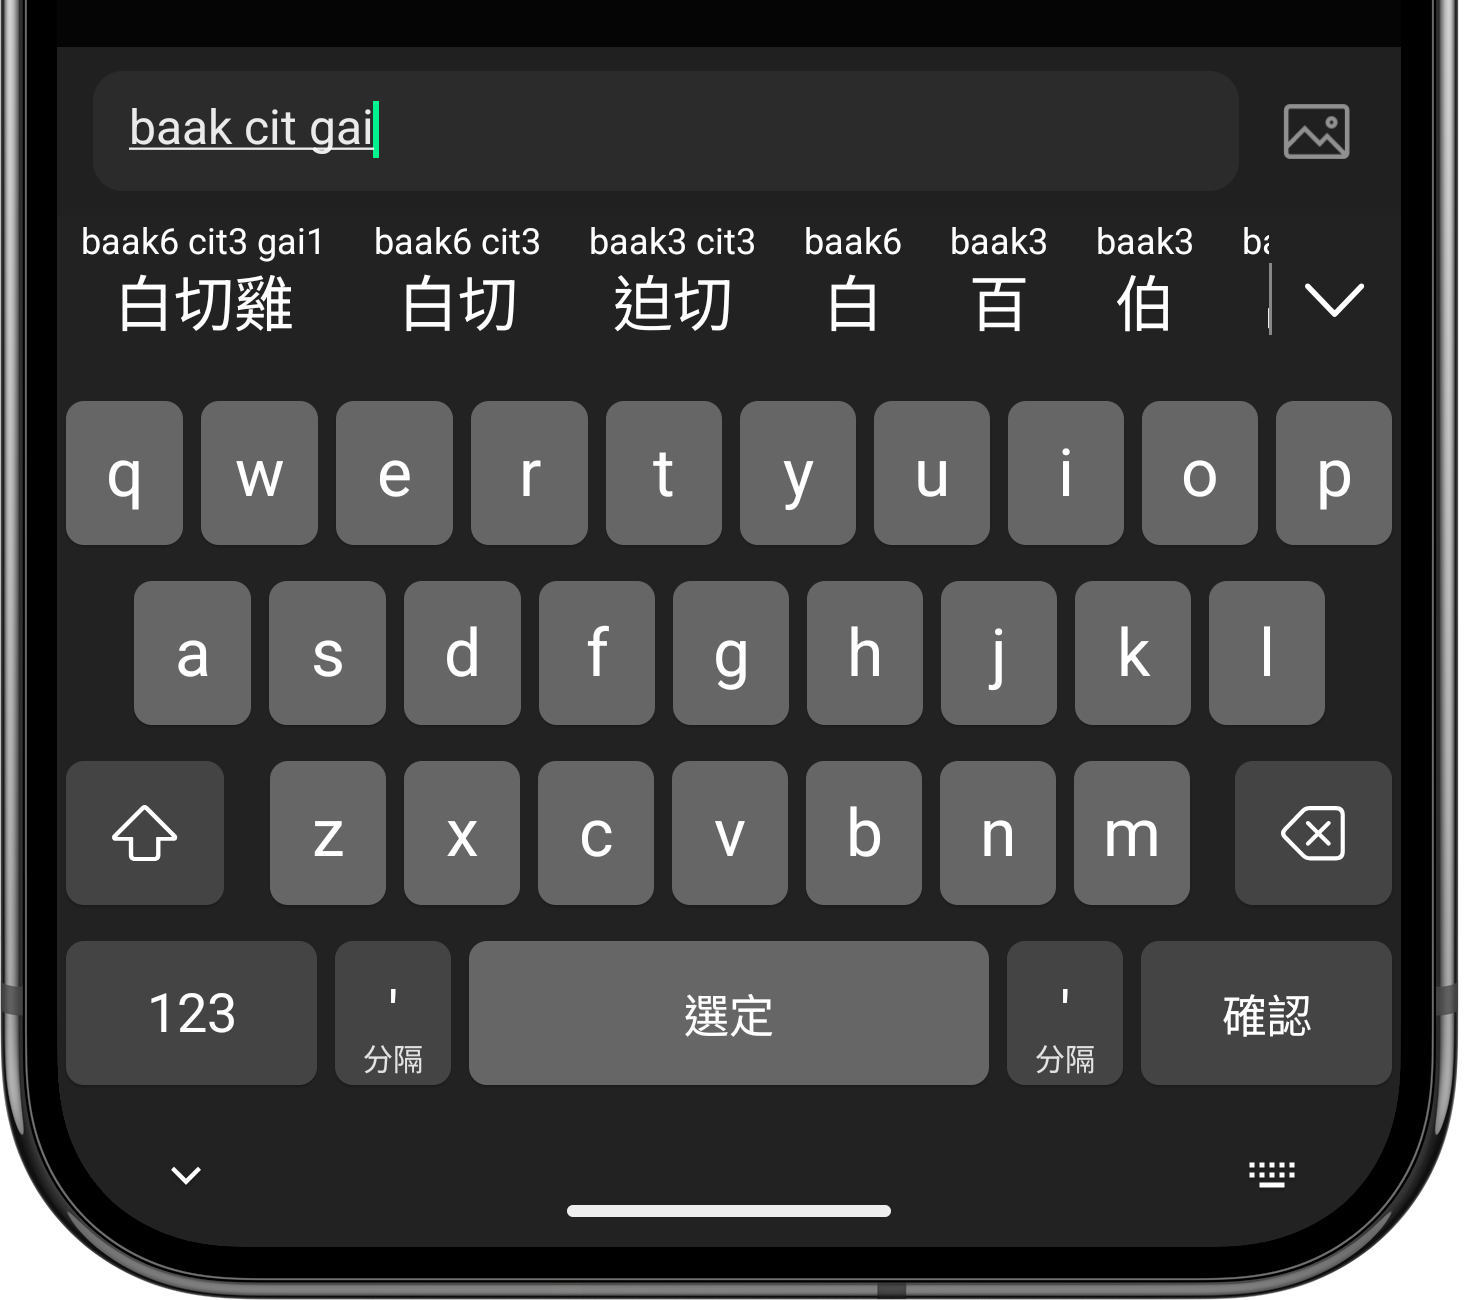 baak cit gai
baak6 cit3 gai1 baak6 cit3 baak3 cit3 baak6 baak3 baak3
白切雞 白切 迫切 白 百 伯
q w e r t y u i o p
a s d f g h j k l
z x c v b n m
123 ' 選定 ' 確認
分隔 分隔